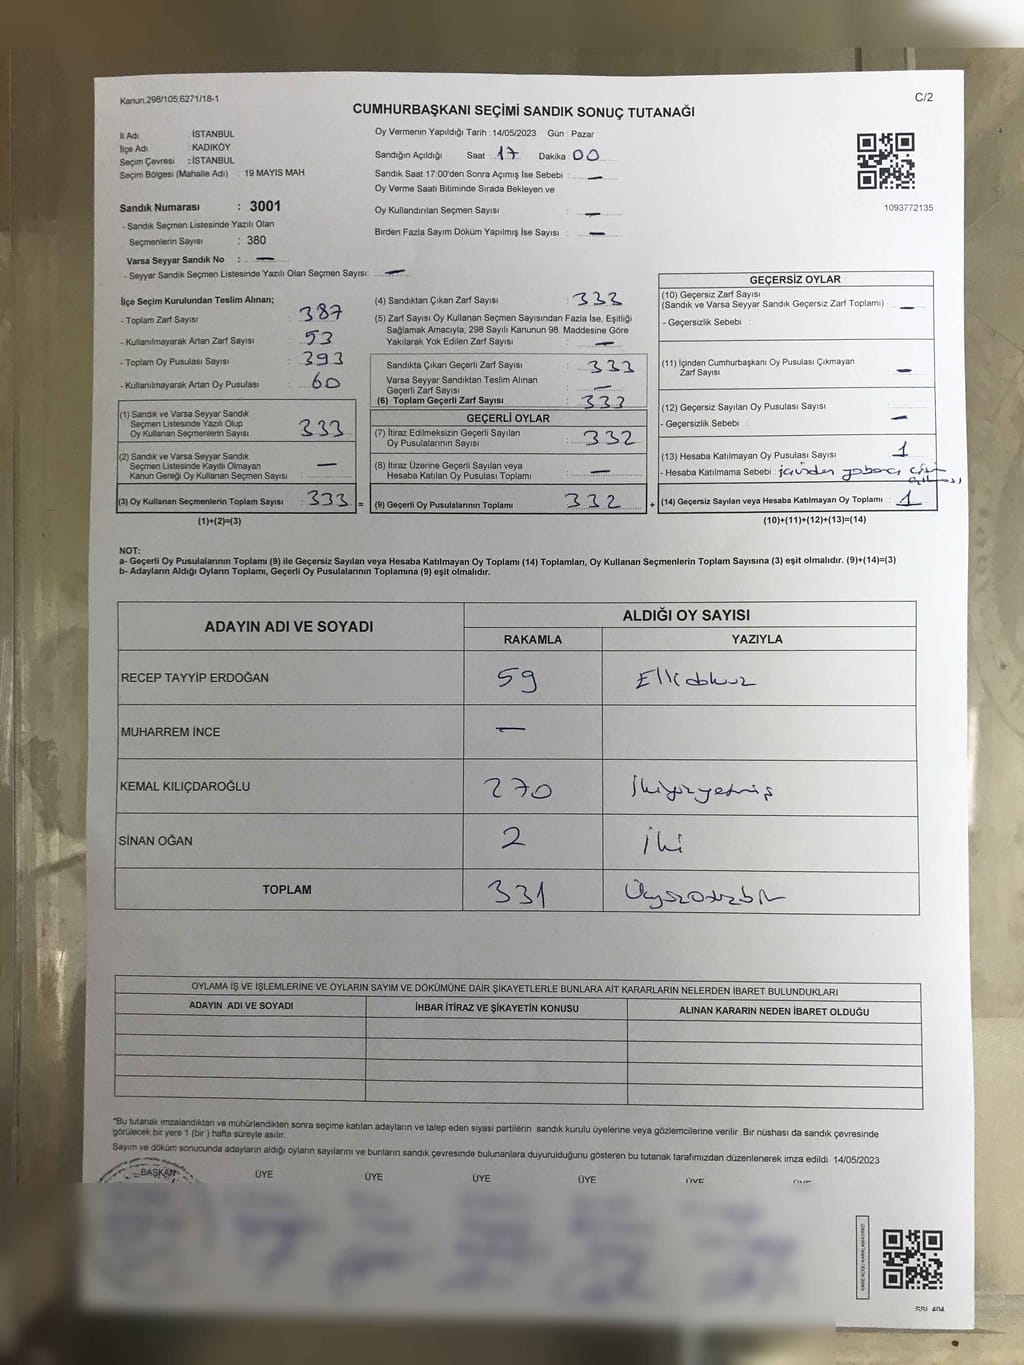 Kanun.298/105;6271/18-1
C/2
CUMHURBAŞKANI SEÇİMİ SANDIK SONUÇ TUTANAĞI
İl Adı : İSTANBUL
İlçe Adı : KADIKÖY
Seçim Çevresi : İSTANBUL
Seçim Bölgesi (Mahalle Adı) : 19 MAYIS MAH.
Sandık Numarası : 3001
- Sandık Seçmen Listesinde Yazılı Olan
Seçmenlerin Sayısı : 380
Varsa Seyyar Sandık No : —
- Seyyar Sandık Seçmen Listesinde Yazılı Olan Seçmen Sayısı: —
Oy Vermenin Yapıldığı Tarih : 14/05/2023 Gün : Pazar
Sandığın Açıldığı Saat : 17 Dakika : 00
Sandık Saat 17:00'den Sonra Açımış İse Sebebi : —
Oy Verme Saati Bitiminde Sırada Bekleyen ve
Oy Kullandırılan Seçmen Sayısı : —
Birden Fazla Sayım Döküm Yapılmış İse Sayısı : —
1093772135
İlçe Seçim Kurulundan Teslim Alınan;
- Toplam Zarf Sayısı : 387
- Kullanılmayarak Artan Zarf Sayısı : 53
- Toplam Oy Pusulası Sayısı : 393
- Kullanılmayarak Artan Oy Pusulası : 60
(1) Sandık ve Varsa Seyyar Sandık
Seçmen Listesinde Yazılı Olup
Oy Kullanan Seçmenlerin Sayısı : 333
(2) Sandık ve Varsa Seyyar Sandık
Seçmen Listesinde Kayıtlı Olmayan
Kanun Gereği Oy Kullanan Seçmen Sayısı : —
(3) Oy Kullanan Seçmenlerin Toplam Sayısı : 333 =
(1)+(2)=(3)
(4) Sandıktan Çıkan Zarf Sayısı : 333
(5) Zarf Sayısı Oy Kullanan Seçmen Sayısından Fazla İse, Eşitliği
Sağlamak Amacıyla; 298 Sayılı Kanunun 98. Maddesine Göre
Yakılarak Yok Edilen Zarf Sayısı : —
Sandıkta Çıkan Geçerli Zarf Sayısı : 333
Varsa Seyyar Sandıktan Teslim Alınan
Geçerli Zarf Sayısı : —
(6) Toplam Geçerli Zarf Sayısı : 333
GEÇERLİ OYLAR
(7) İtiraz Edilmeksizin Geçerli Sayılan
Oy Pusulalarının Sayısı : 332
(8) İtiraz Üzerine Geçerli Sayılan veya
Hesaba Katılan Oy Pusulası Toplamı : —
(9) Geçerli Oy Pusulalarının Toplamı : 332 +
GEÇERSİZ OYLAR
(10) Geçersiz Zarf Sayısı
(Sandık ve Varsa Seyyar Sandık Geçersiz Zarf Toplamı) : —
- Geçersizlik Sebebi :
(11) İçinden Cumhurbaşkanı Oy Pusulası Çıkmayan
Zarf Sayısı : —
(12) Geçersiz Sayılan Oy Pusulası Sayısı : —
- Geçersizlik Sebebi :
(13) Hesaba Katılmayan Oy Pusulası Sayısı : 1
- Hesaba Katılmama Sebebi : içinden yabancı
(14) Geçersiz Sayılan veya Hesaba Katılmayan Oy Toplamı : 1
(10)+(11)+(12)+(13)=(14)
NOT:
a- Geçerli Oy Pusulalarının Toplamı (9) ile Geçersiz Sayılan veya Hesaba Katılmayan Oy Toplamı (14) Toplamları, Oy Kullanan Seçmenlerin Toplam Sayısına (3) eşit olmalıdır. (9)+(14)=(3)
b- Adayların Aldığı Oyların Toplamı, Geçerli Oy Pusulalarının Toplamına (9) eşit olmalıdır.
ADAYIN ADI VE SOYADI ALDIĞI OY SAYISI
RAKAMLA YAZIYLA
RECEP TAYYİP ERDOĞAN 59 Ellidokuz
MUHARREM İNCE —
KEMAL KILIÇDAROĞLU 270 İkiyüzyetmiş
SİNAN OĞAN 2 İki
TOPLAM 331 Üçyüzotuzbir
OYLAMA İŞ VE İŞLEMLERİNE VE OYLARIN SAYIM VE DÖKÜMÜNE DAİR ŞİKAYETLERLE BUNLARA AİT KARARLARIN NELERDEN İBARET BULUNDUKLARI
ADAYIN ADI VE SOYADI İHBAR İTİRAZ VE ŞİKAYETİN KONUSU ALINAN KARARIN NEDEN İBARET OLDUĞU
*Bu tutanak imzalandıktan ve mühürlendikten sonra seçime katılan adayların ve talep eden siyasi partilerin sandık kurulu üyelerine veya gözlemcilerine verilir. Bir nüshası da sandık çevresinde
görülecek bir yere 1 (bir) hafta süreyle asılır.
Sayım ve döküm sonucunda adayların aldığı oyların sayılarını ve bunların sandık çevresinde bulunanlara duyurulduğunu gösteren bu tutanak tarafımızdan düzenlenerek imza edildi. 14/05/2023
BAŞKAN ÜYE ÜYE ÜYE ÜYE ÜYE ÜYE